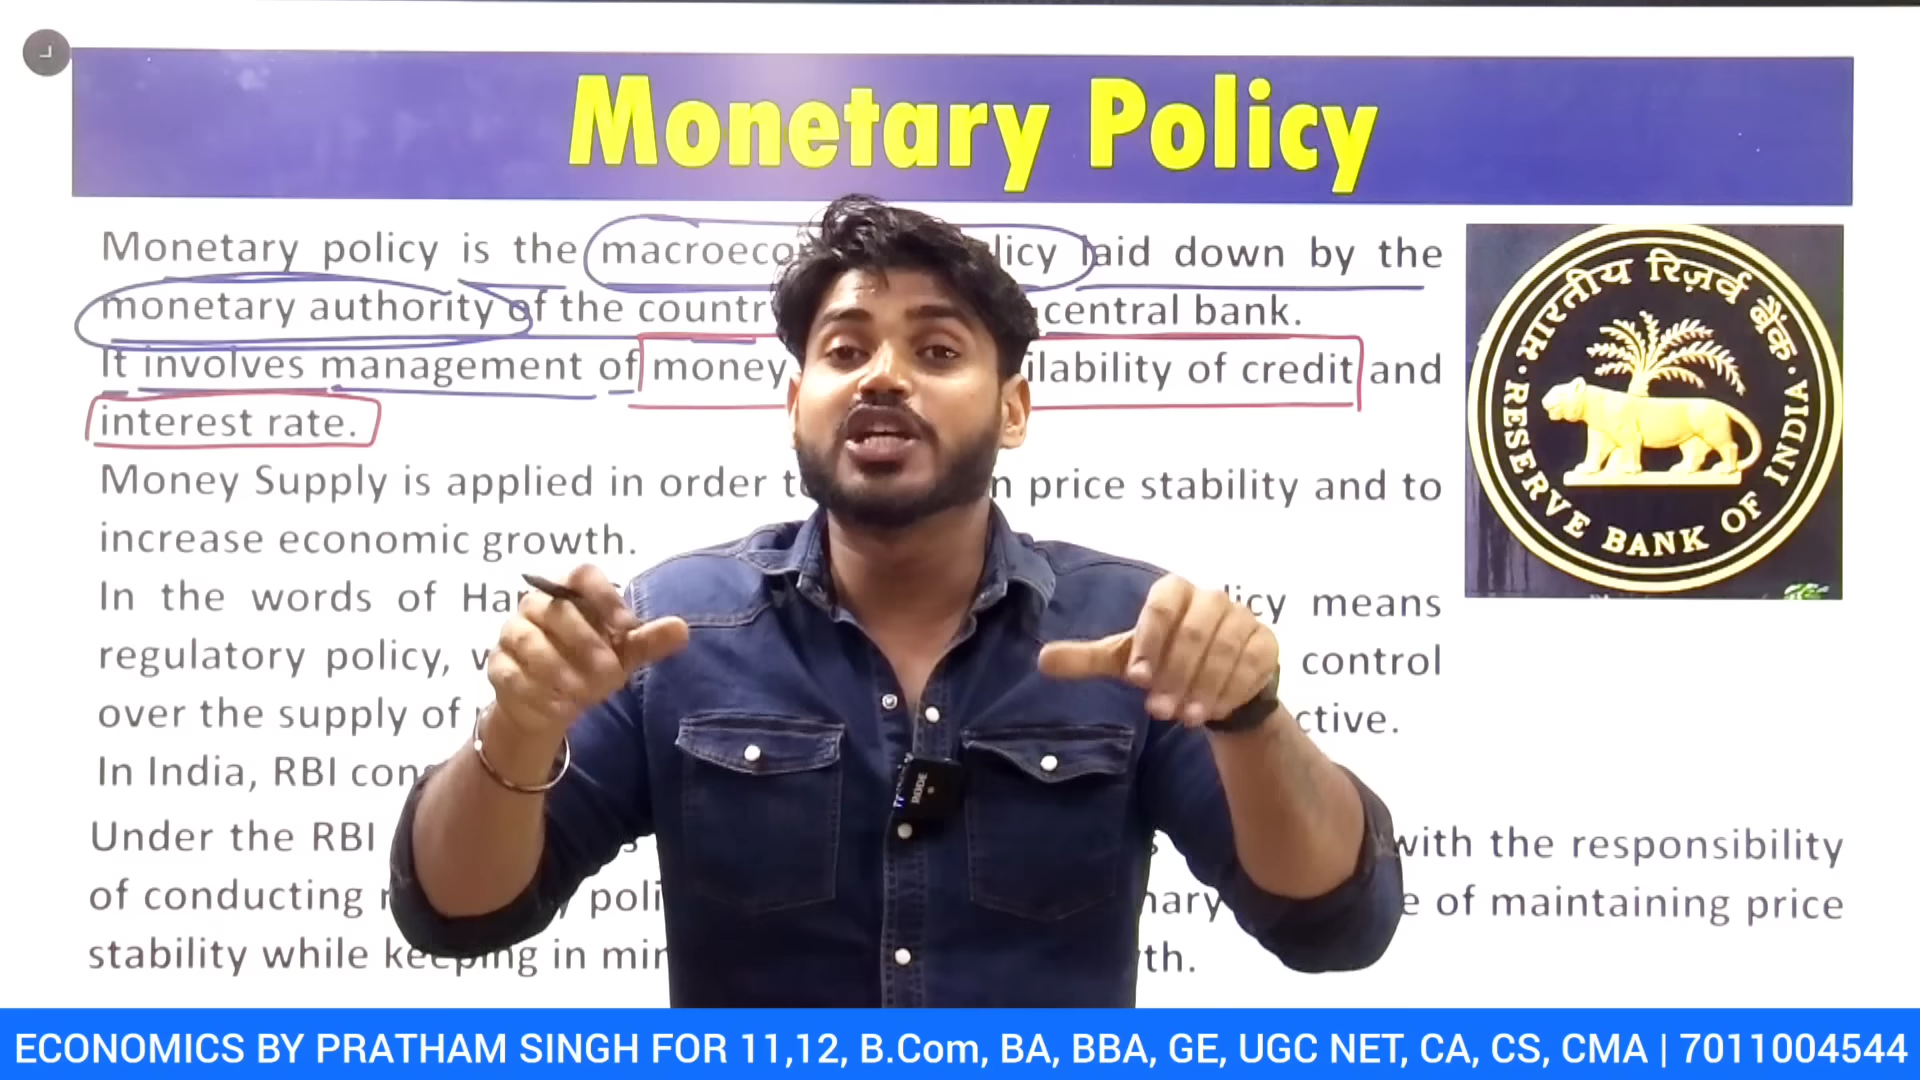 Monetary Policy
Monetary policy is the macroeco licy laid down by the
monetary authority of the countr central bank.
It involves management of money ilability of credit and
interest rate.
Money Supply is applied in order t n price stability and to
increase economic growth.
In the words of Har icy means
regulatory policy, w control
over the supply of ctive.
In India, RBI con
Under the RBI s with the responsibility
of conducting y poli nary e of maintaining price
stability while keeping in min th.
भारतीय रिज़र्व बैंक
RESERVE BANK OF INDIA
RODE
ECONOMICS BY PRATHAM SINGH FOR 11,12, B.Com, BA, BBA, GE, UGC NET, CA, CS, CMA | 7011004544